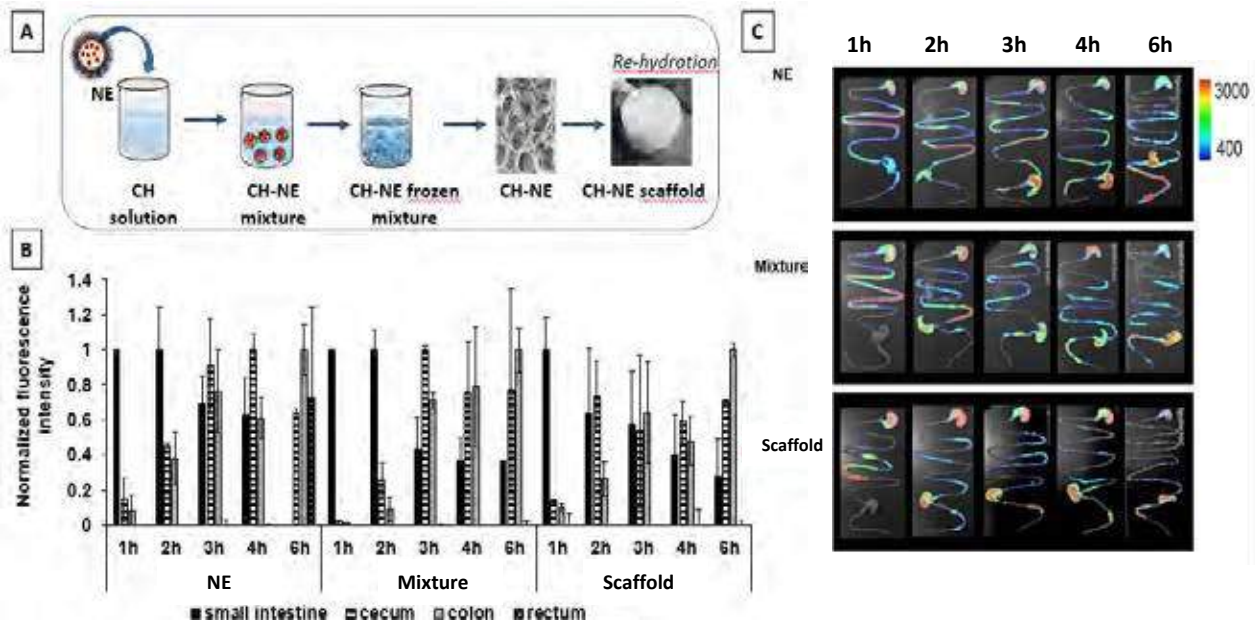 A
NE
Re-hydrotion
CH solution
CH-NE mixture
CH-NE frozen mixture
CH-NE
CH-NE scaffold
B
Normalized fluorescence intensity
1.4
1.2
1
0.8
0.6
0.4
0.2
0
1h 2h 3h 4h 6h 1h 2h 3h 4h 6h 1h 2h 3h 4h 6h
NE Mixture Scaffold
small intestine cecum colon rectum
C
1h 2h 3h 4h 6h
NE
3000
400
Mixture
Scaffold